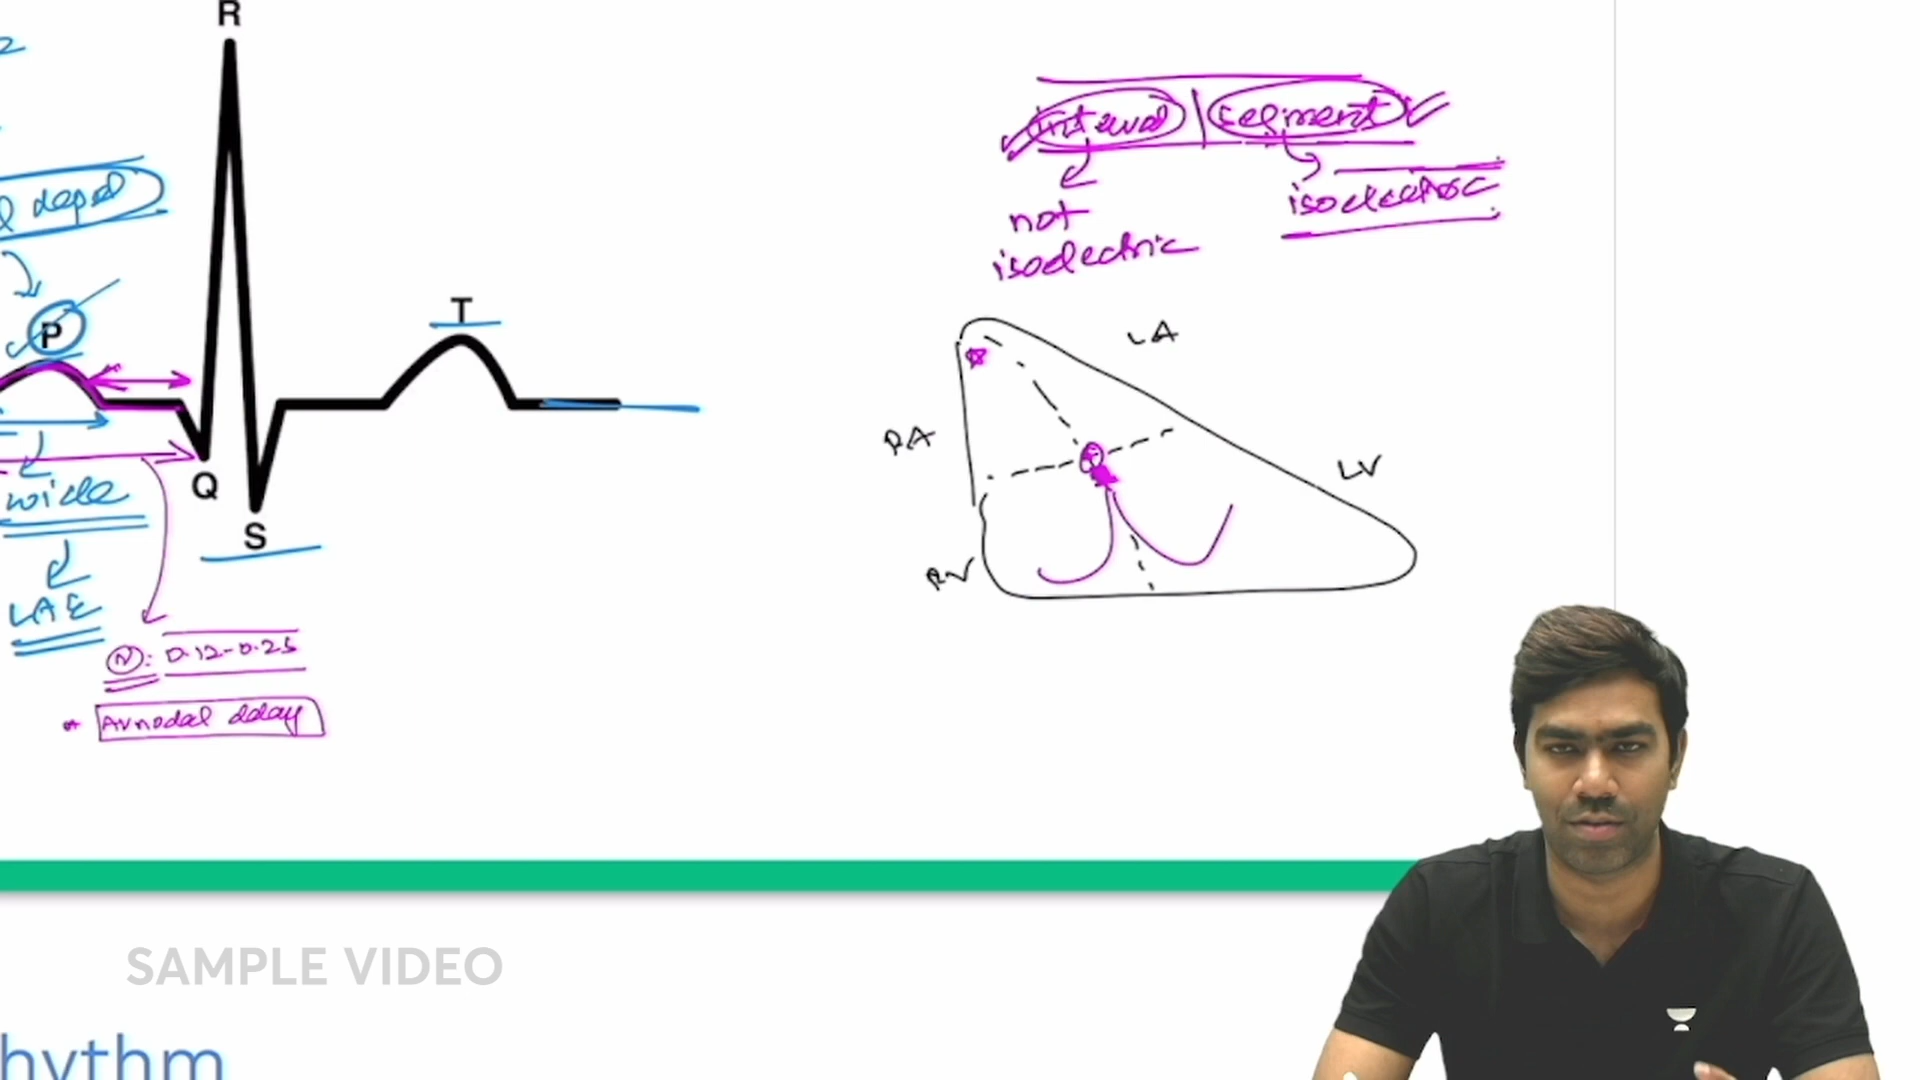 R
interval | segment
not
isoelectric
isoelectric
depol
P
T
LA
RA
LV
Q
wide
S
RV
LAE
N: 0.12-0.25
* AV nodal delay
SAMPLE VIDEO
hythm